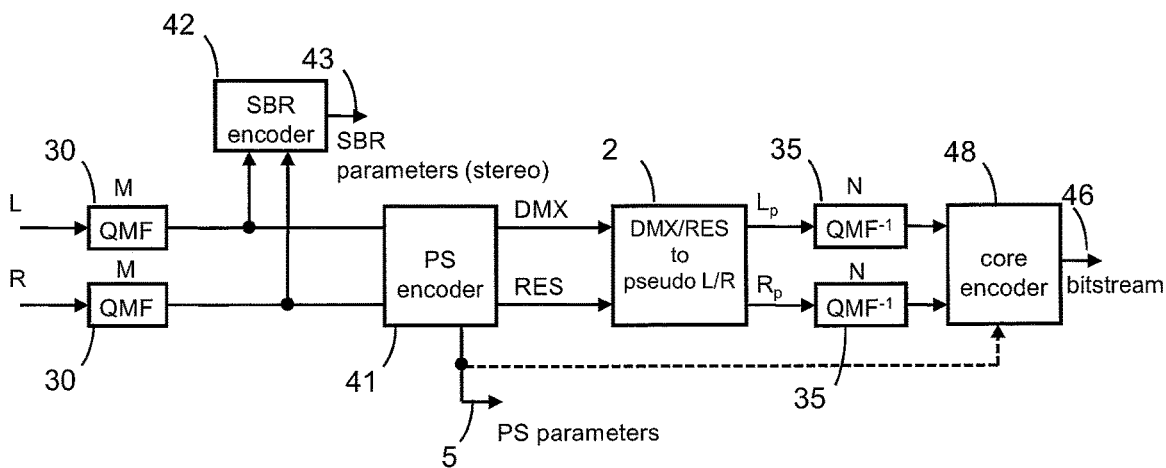 42
43
SBR
encoder
SBR
parameters (stereo)
30
M
L
QMF
M
R
QMF
30
PS
encoder
41
DMX
RES
5
PS parameters
2
DMX/RES
to
pseudo L/R
Lp
Rp
35
N
QMF-1
N
QMF-1
35
48
core
encoder
46
bitstream